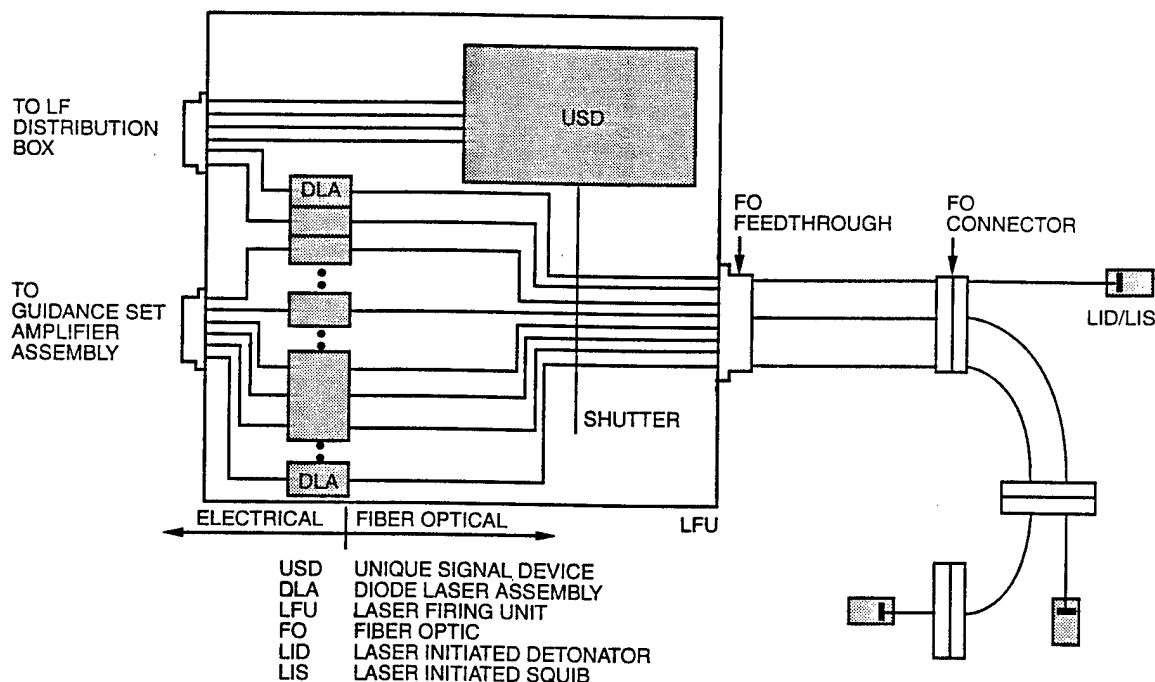 TO LF
DISTRIBUTION
BOX
USD
DLA
FO
FEEDTHROUGH
FO
CONNECTOR
TO
GUIDANCE SET
AMPLIFIER
ASSEMBLY
LID/LIS
SHUTTER
DLA
ELECTRICAL
FIBER OPTICAL
LFU
USD UNIQUE SIGNAL DEVICE
DLA DIODE LASER ASSEMBLY
LFU LASER FIRING UNIT
FO FIBER OPTIC
LID LASER INITIATED DETONATOR
LIS LASER INITIATED SQUIB